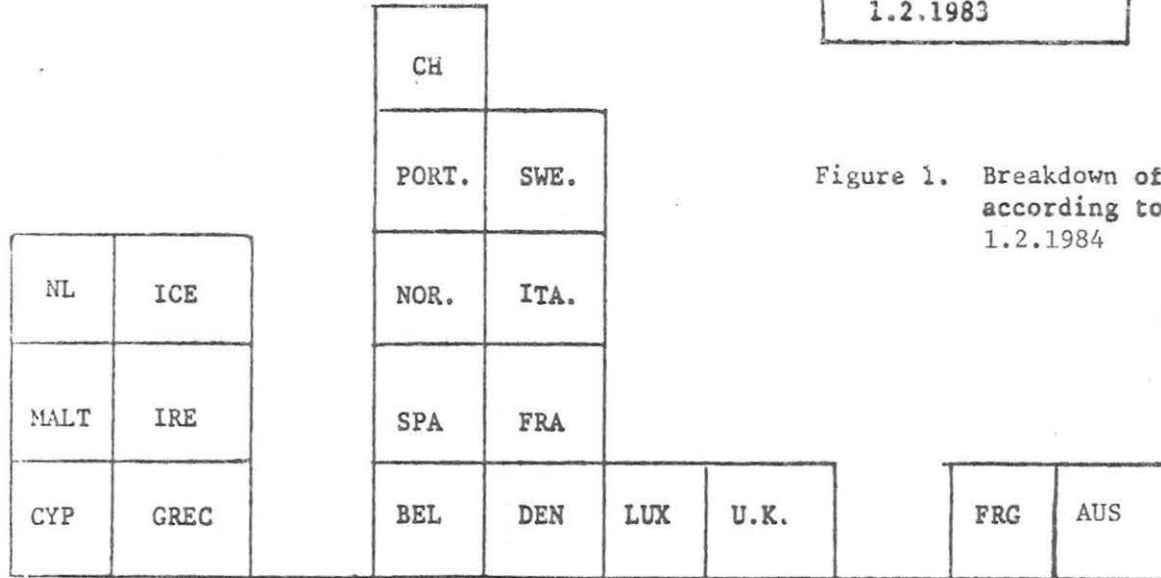 1.2.1983
CH
PORT. SWE.
Figure 1. Breakdown of
according to
1.2.1984
NL ICE NOR. ITA.
MALT IRE SPA FRA
CYP GREC BEL DEN LUX U.K. FRG AUS